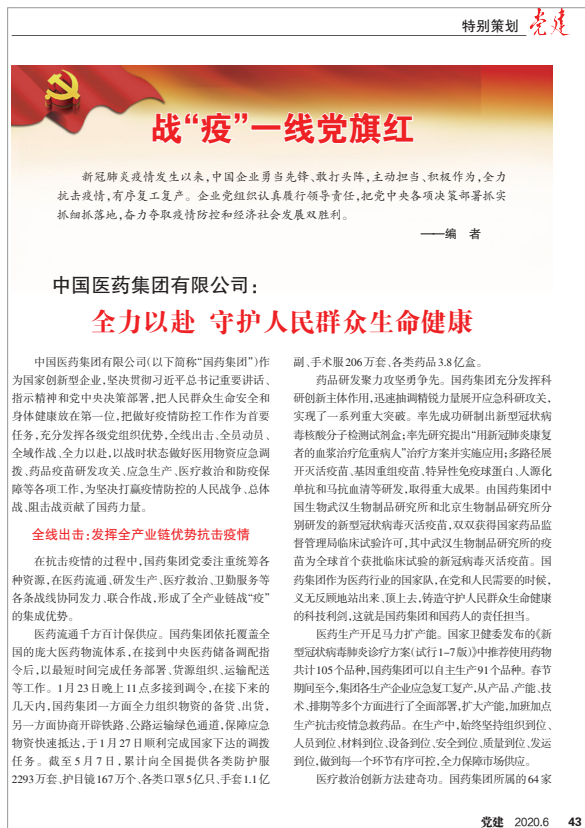 特别策划 党建
战“疫”一线党旗红
新冠肺炎疫情发生以来,中国企业勇当先锋、敢打头阵,主动担当、积极作为,全力
抗击疫情,有序复工复产。企业党组织认真履行领导责任,把党中央各项决策部署抓实
抓细抓落地,奋力夺取疫情防控和经济社会发展双胜利。
——编 者
中国医药集团有限公司:
全力以赴 守护人民群众生命健康
中国医药集团有限公司(以下简称“国药集团”)作
为国家创新型企业,坚决贯彻习近平总书记重要讲话、
指示精神和党中央决策部署,把人民群众生命安全和
身体健康放在第一位,把做好疫情防控工作作为首要
任务,充分发挥各级党组织优势,全线出击、全员动员、
全域作战、全力以赴,以战时状态做好医用物资应急调
拨、药品疫苗研发攻关、应急生产、医疗救治和防疫保
障等各项工作,为坚决打赢疫情防控的人民战争、总体
战、阻击战贡献了国药力量。
全线出击:发挥全产业链优势抗击疫情
在抗击疫情的过程中,国药集团党委注重统筹各
种资源,在医药流通、研发生产、医疗救治、卫勤服务等
各条战线协同发力、联合作战,形成了全产业链战“疫”
的集成优势。
医药流通千方百计保供应。国药集团依托覆盖全
国的庞大医药物流体系,在接到中央医药储备调配指
令后,以最短时间完成任务部署、货源组织、运输配送
等工作。1月23日晚上11点多接到调令,在接下来的
几天内,国药集团一方面全力组织物资的备货、出货,
另一方面协商开辟铁路、公路运输绿色通道,保障应急
物资快速抵达,于1月27日顺利完成国家下达的调拨
任务。截至5月7日,累计向全国提供各类防护服
2293万套、护目镜167万个、各类口罩5亿只、手套1.1亿
副、手术服206万套、各类药品3.8亿盒。
药品研发聚力攻坚勇争先。国药集团充分发挥科
研创新主体作用,迅速抽调精锐力量展开应急科研攻关,
实现了一系列重大突破。率先成功研制出新型冠状病
毒核酸分子检测试剂盒;率先研究提出“用新冠肺炎康复
者的血浆治疗危重病人”治疗方案并实施应用;多路径展
开灭活疫苗、基因重组疫苗、特异性免疫球蛋白、人源化
单抗和马抗血清等研发,取得重大成果。由国药集团中
国生物武汉生物制品研究所和北京生物制品研究所分
别研发的新型冠状病毒灭活疫苗,双双获得国家药品监
督管理局临床试验许可,其中武汉生物制品研究所的疫
苗为全球首个获批临床试验的新冠病毒灭活疫苗。国
药集团作为医药行业的国家队,在党和人民需要的时候,
义无反顾地站出来、顶上去,铸造守护人民群众生命健康
的科技利剑,这就是国药集团和国药人的责任担当。
医药生产开足马力扩产能。国家卫健委发布的《新
型冠状病毒肺炎诊疗方案(试行1-7版)》中推荐使用药物
共计105个品种,国药集团可以自主生产91个品种。春节
期间至今,集团各生产企业应急复工复产,从产品、产能、技
术、排期等多个方面进行了全面部署,扩大产能,加班加点
生产抗击疫情急救药品。在生产中,始终坚持组织到位、
人员到位、材料到位、设备到位、安全到位、质量到位、发运
到位,做到每一个环节有序可控,全力保障市场供应。
医疗救治创新方法建奇功。国药集团所属的64家
党建 2020.6 43